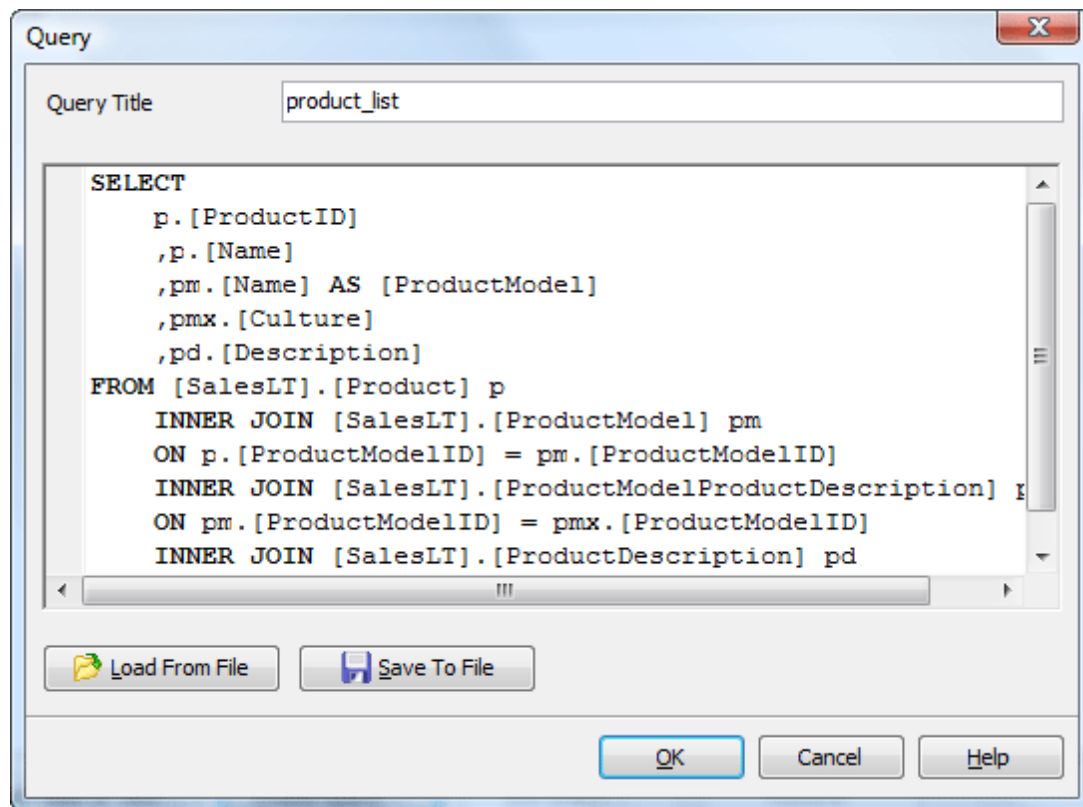 Query
Query Title
product_list
SELECT
p.[ProductID]
,p.[Name]
,pm.[Name] AS [ProductModel]
,pmx.[Culture]
,pd.[Description]
FROM [SalesLT].[Product] p
INNER JOIN [SalesLT].[ProductModel] pm
ON p.[ProductModelID] = pm.[ProductModelID]
INNER JOIN [SalesLT].[ProductModelProductDescription]
ON pm.[ProductModelID] = pmx.[ProductModelID]
INNER JOIN [SalesLT].[ProductDescription] pd
Load From File
Save To File
OK
Cancel
Help